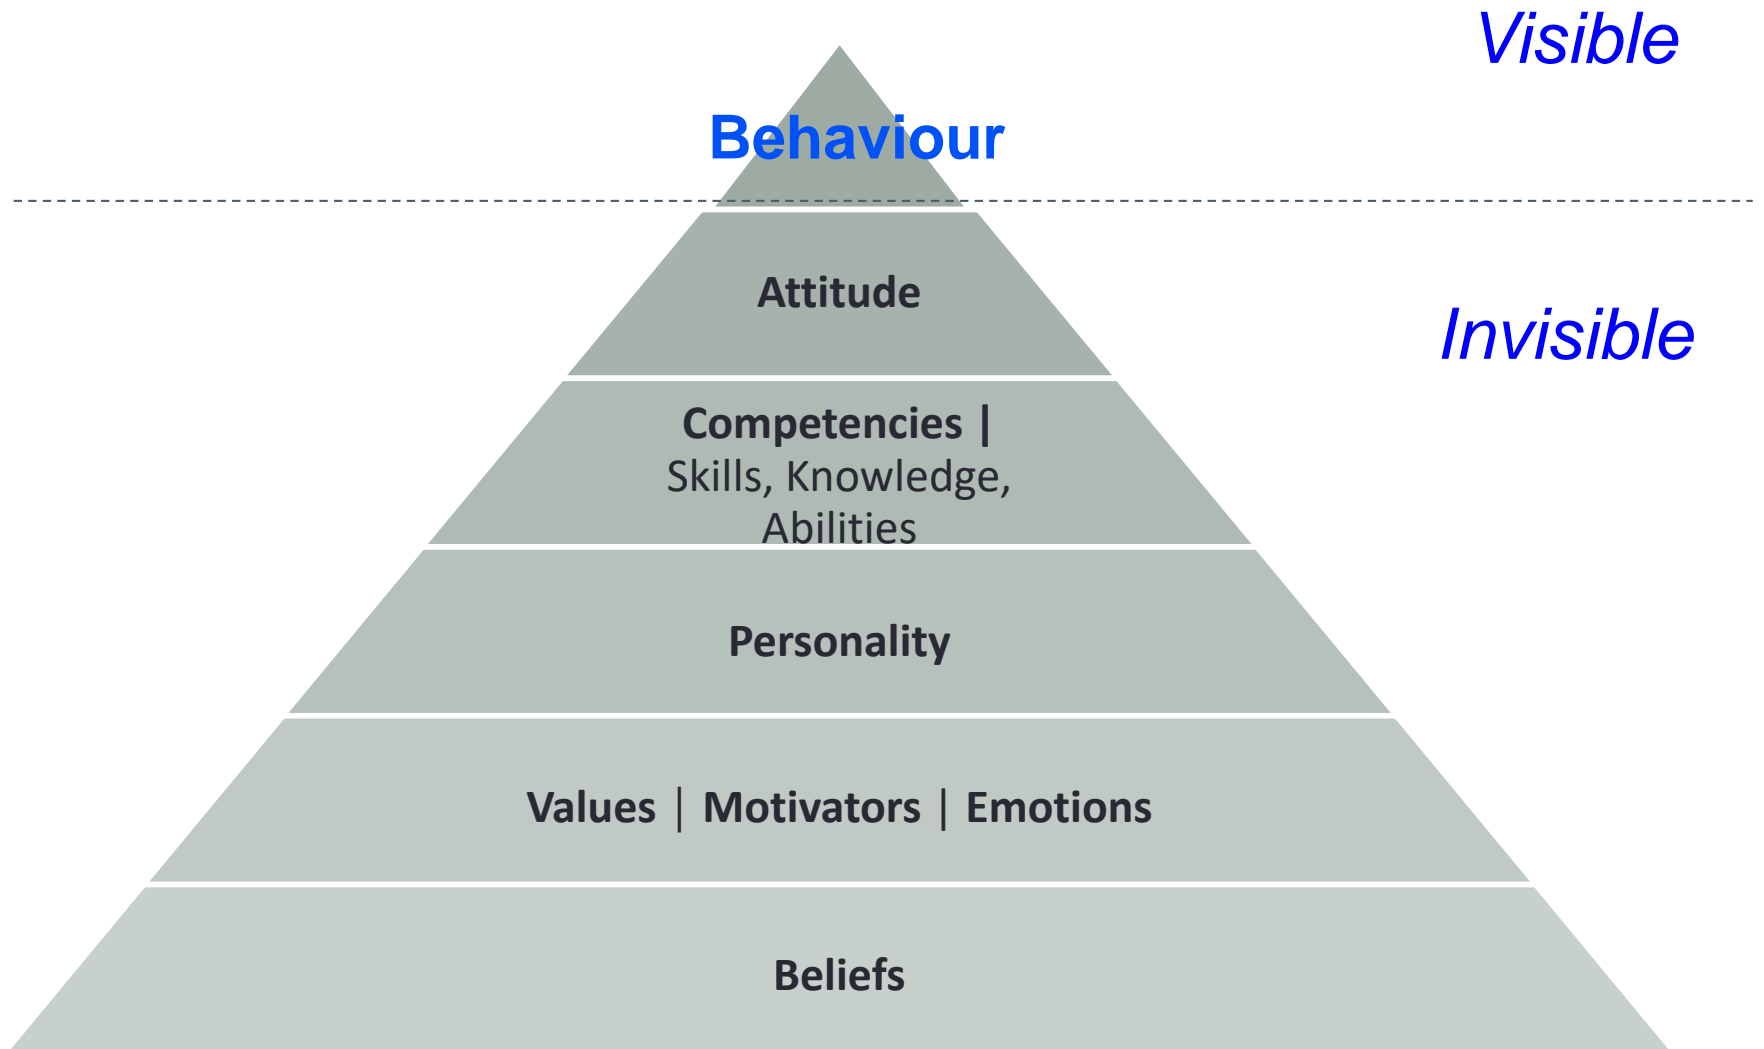 Visible
Behaviour
Attitude
Invisible
Competencies |
Skills, Knowledge,
Abilities
Personality
Values | Motivators | Emotions
Beliefs